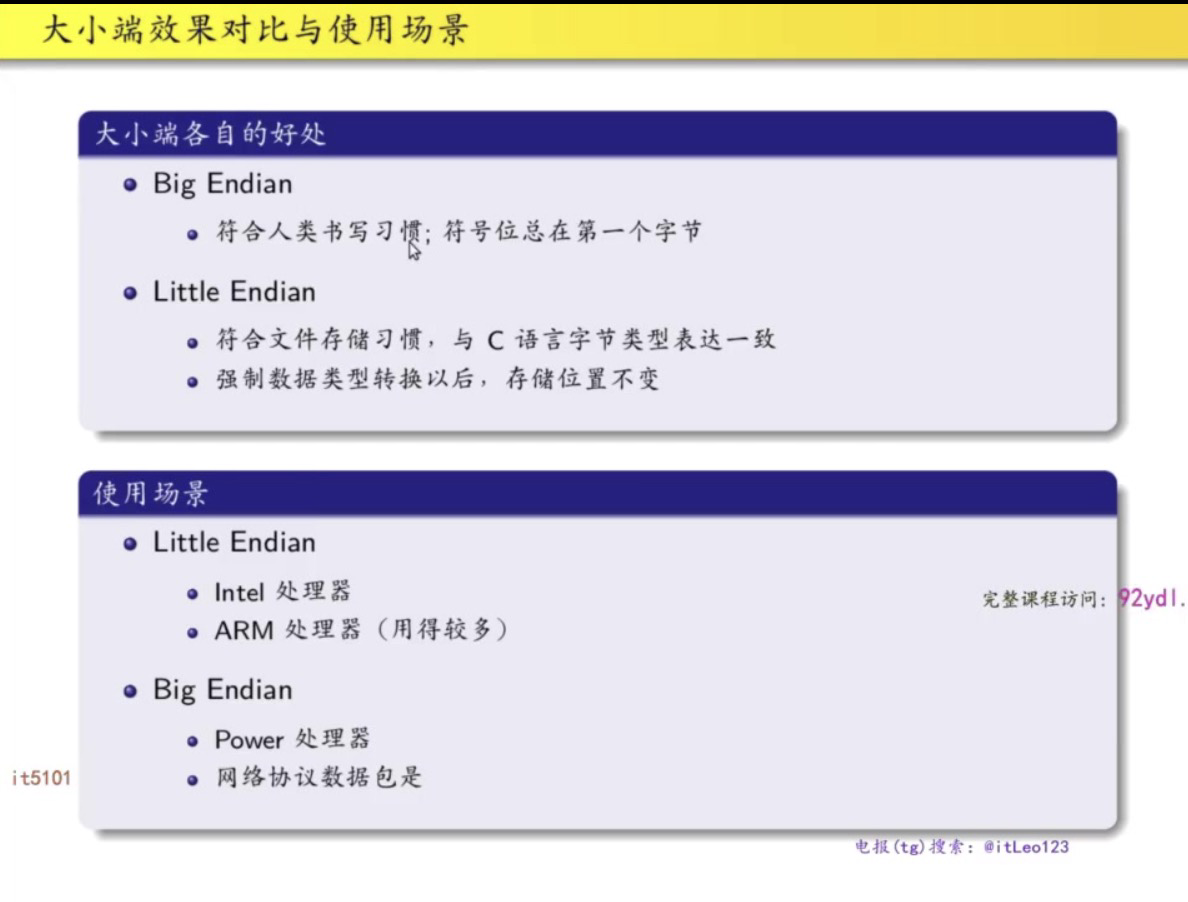 大小端效果对比与使用场景
大小端各自的好处
Big Endian
符合人类书写习惯; 符号位总在第一个字节
Little Endian
符合文件存储习惯，与 C 语言字节类型表达一致
强制数据类型转换以后，存储位置不变
使用场景
Little Endian
Intel 处理器
完整课程访问: 92ydl.
ARM 处理器（用得较多）
Big Endian
Power 处理器
网络协议数据包是
it5101
电报(tg)搜索: @itLeo123